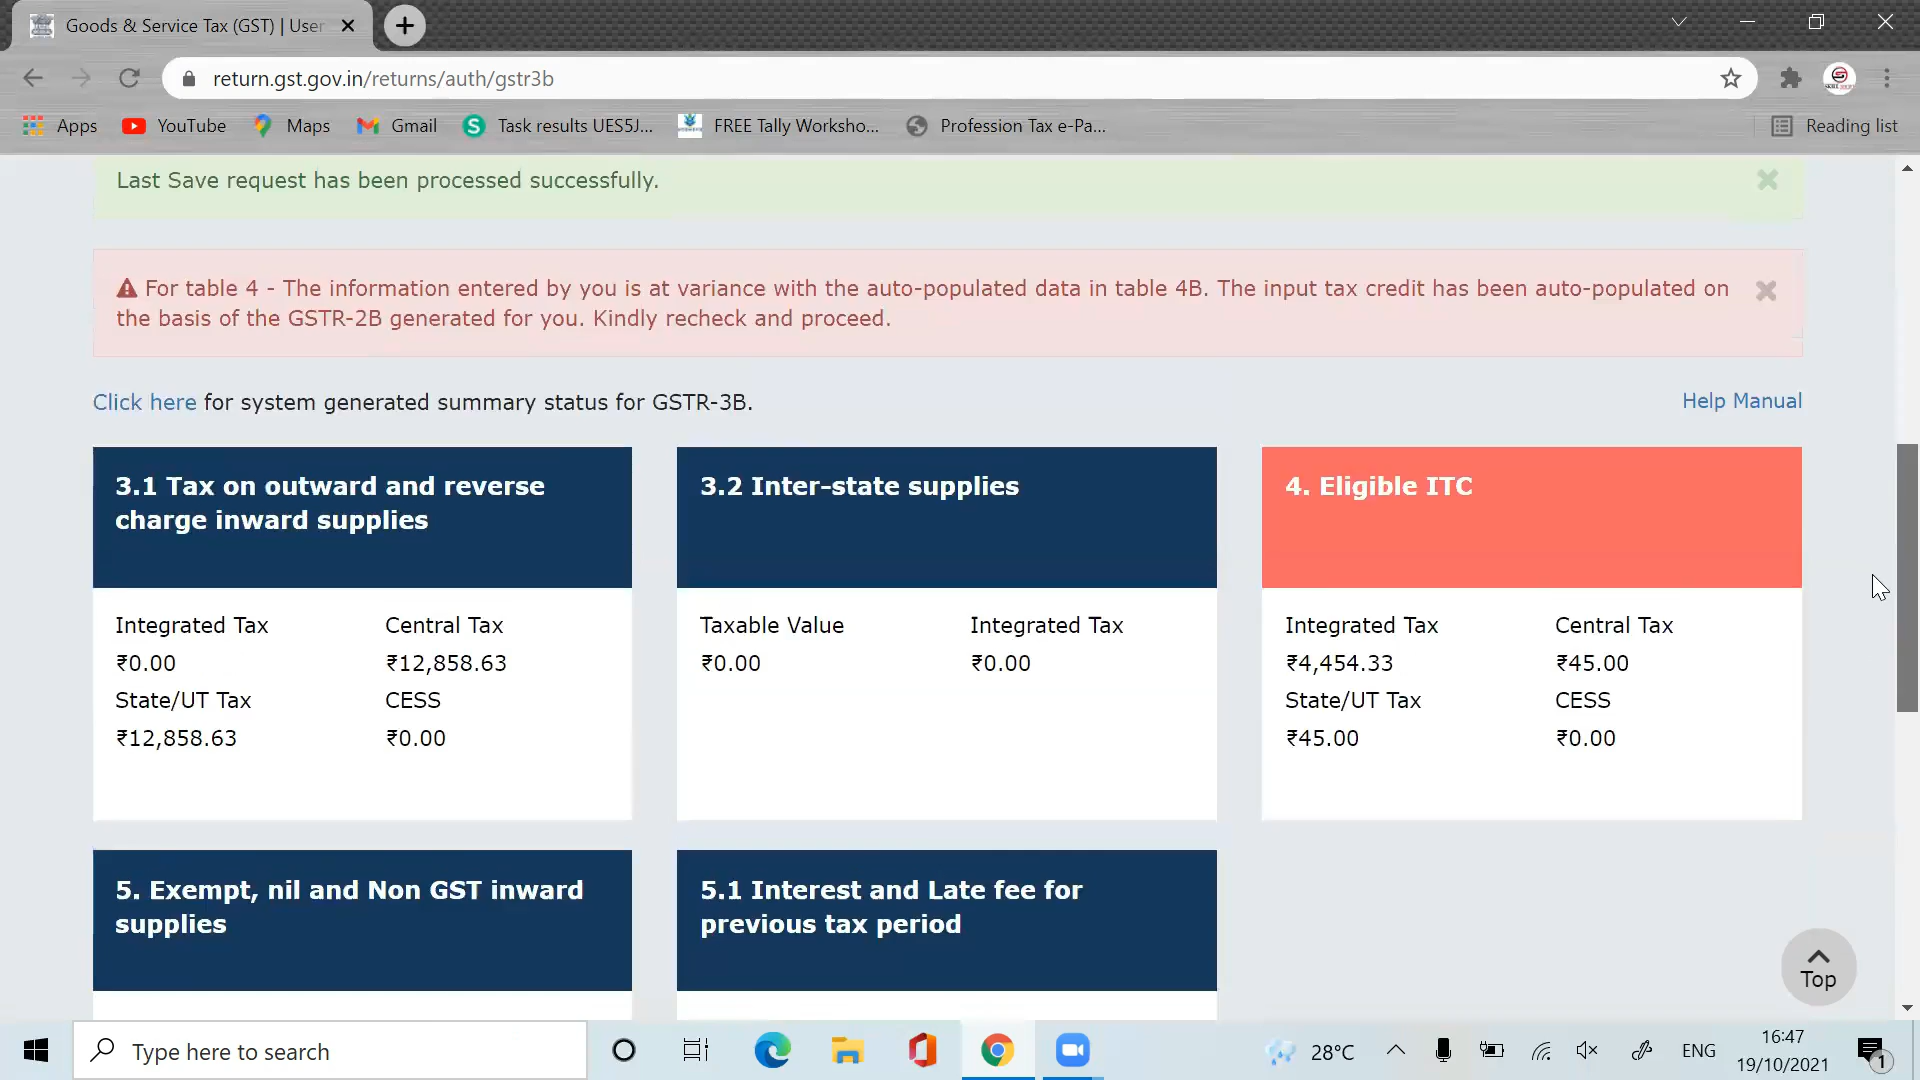 Goods & Service Tax (GST) | User
return.gst.gov.in/returns/auth/gstr3b
Apps
YouTube
Maps
Gmail
Task results UES5J...
FREE Tally Worksho...
Profession Tax e-Pa...
Reading list
Last Save request has been processed successfully.
For table 4 - The information entered by you is at variance with the auto-populated data in table 4B. The input tax credit has been auto-populated on
the basis of the GSTR-2B generated for you. Kindly recheck and proceed.
Click here for system generated summary status for GSTR-3B.
Help Manual
3.1 Tax on outward and reverse
charge inward supplies
Integrated Tax
Central Tax
₹0.00
₹12,858.63
State/UT Tax
CESS
₹12,858.63
₹0.00
3.2 Inter-state supplies
Taxable Value
Integrated Tax
₹0.00
₹0.00
4. Eligible ITC
Integrated Tax
Central Tax
₹4,454.33
₹45.00
State/UT Tax
CESS
₹45.00
₹0.00
5. Exempt, nil and Non GST inward
supplies
5.1 Interest and Late fee for
previous tax period
Top
Type here to search
28°C
ENG
16:47
19/10/2021
1